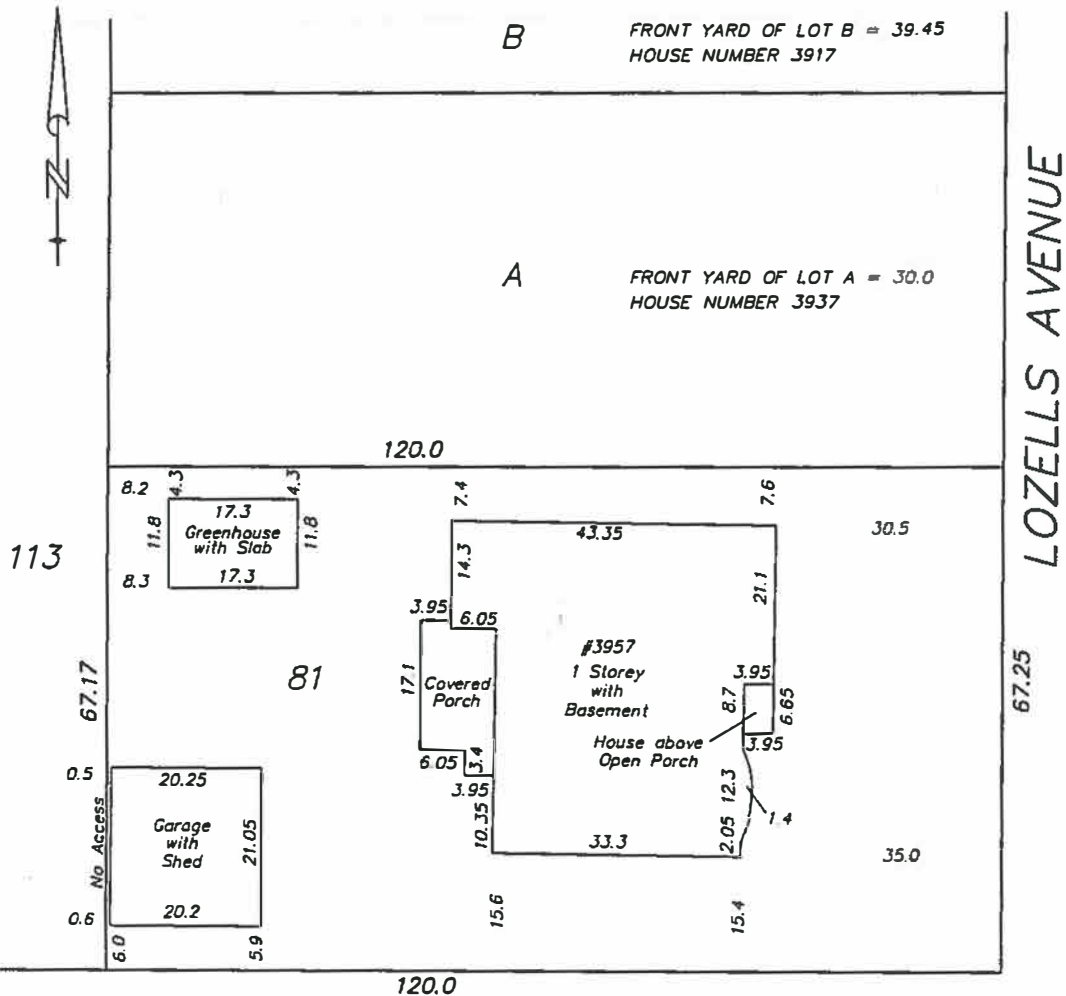 B
FRONT YARD OF LOT B = 39.45
HOUSE NUMBER 3917
N
A
FRONT YARD OF LOT A = 30.0
HOUSE NUMBER 3937
LOZELLS AVENUE
120.0
8.2
4.3
4.3
17.3
Greenhouse
with Slab
11.8
11.8
8.3
17.3
7.4
7.6
43.35
30.5
14.3
21.1
113
3.95
6.05
#3957
1 Storey
with
Basement
81
17.1
Covered
Porch
3.95
8.7
6.65
67.17
67.25
House above
Open Porch
3.95
6.05
3.4
3.95
0.5
20.25
12.3
1.4
No Access
Garage
with
Shed
21.05
10.35
33.3
2.05
35.0
0.6
20.2
6.0
5.9
15.6
15.4
120.0